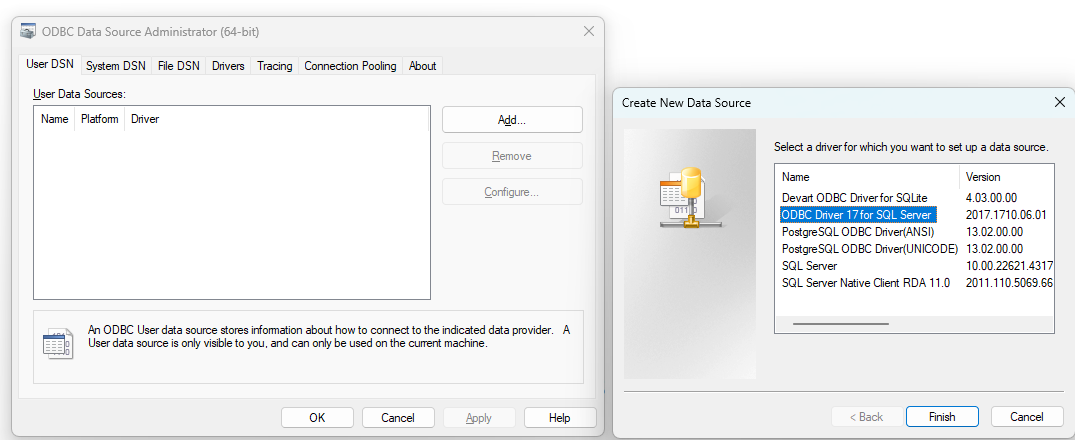 ODBC Data Source Administrator (64-bit)
User DSN System DSN File DSN Drivers Tracing Connection Pooling About
User Data Sources:
Name Platform Driver
Add...
Remove
Configure...
An ODBC User data source stores information about how to connect to the indicated data provider. A
User data source is only visible to you, and can only be used on the current machine.
OK Cancel Apply Help
Create New Data Source
Select a driver for which you want to set up a data source.
Name Version
Devart ODBC Driver for SQLite 4.03.00.00
ODBC Driver 17 for SQL Server 2017.1710.06.01
PostgreSQL ODBC Driver(ANSI) 13.02.00.00
PostgreSQL ODBC Driver(UNICODE) 13.02.00.00
SQL Server 10.00.22621.4317
SQL Server Native Client RDA 11.0 2011.110.5069.66
< Back Finish Cancel